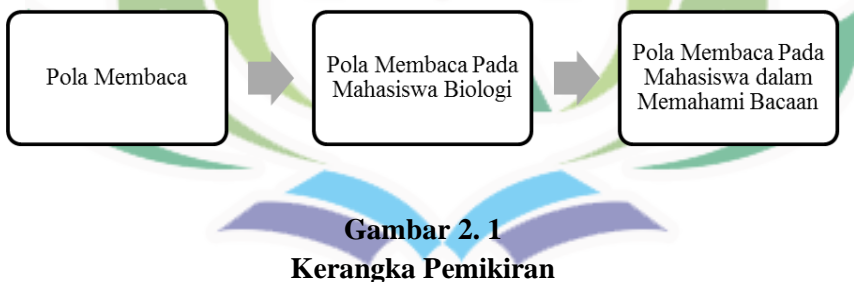 Pola Membaca
Pola Membaca Pada
Mahasiswa Biologi
Pola Membaca Pada
Mahasiswa dalam
Memahami Bacaan
Gambar 2. 1
Kerangka Pemikiran